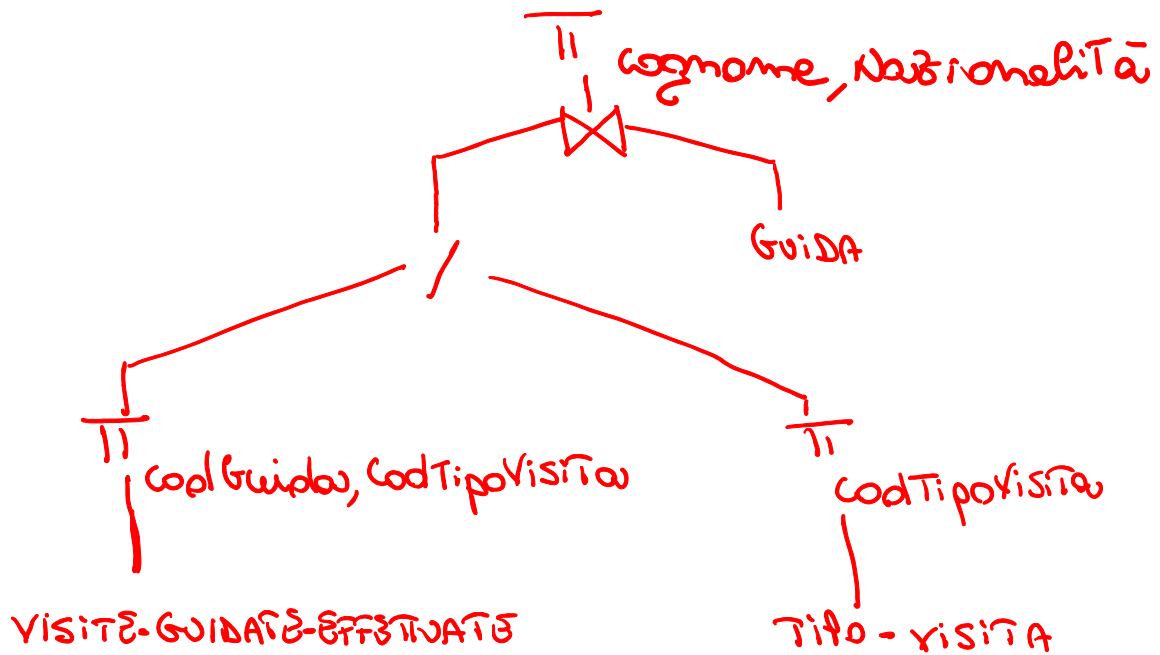 π
Cognome, Nazionalità
⋈
GUIDA
/
π
CodGuida, CodTipoVisita
π
CodTipoVisita
VISITE-GUIDATE-EFFETTUATE
TIPO-VISITA